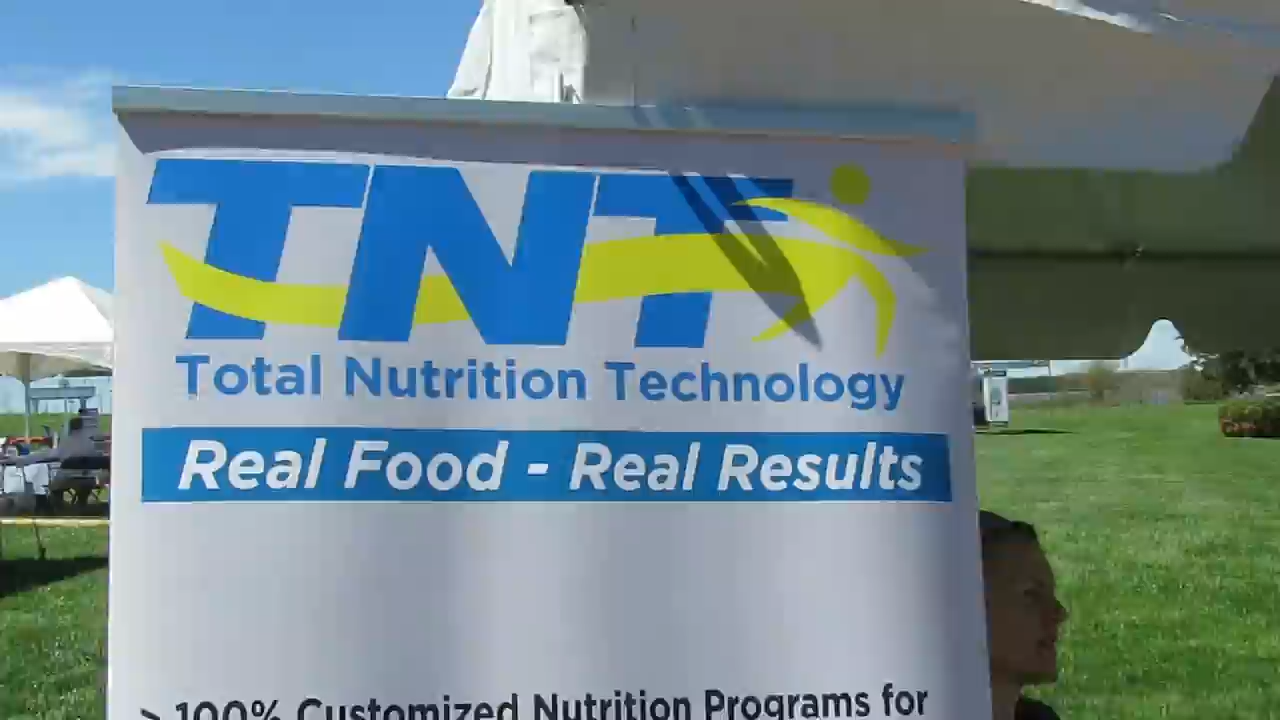 TNT
Total Nutrition Technology
Real Food - Real Results
> 100% Customized Nutrition Programs for